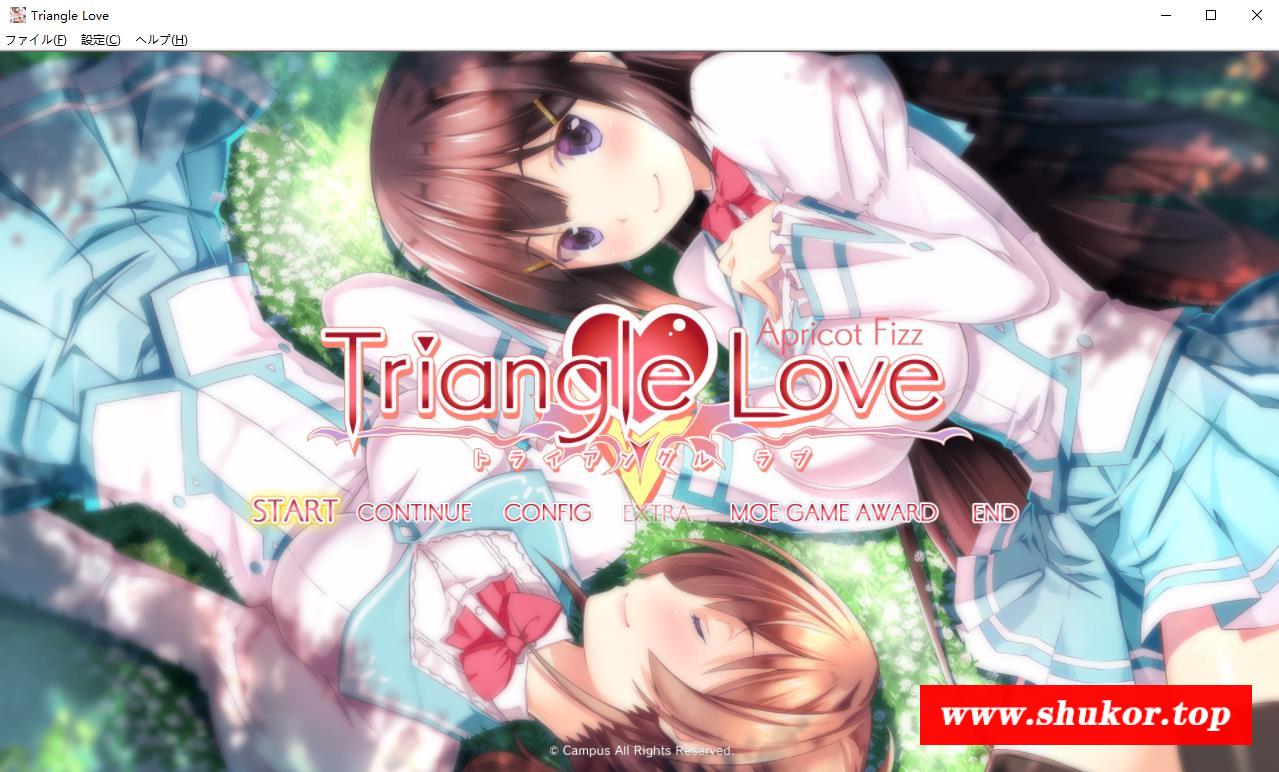 Triangle Love
ファイル(F) 設定(C) ヘルプ(H)
Apricot Fizz
Triangle Love
トライアングル ラブ
START CONTINUE CONFIG EXTRA MOE GAME AWARD END
www.shukor.top
© Campus All Rights Reserved.